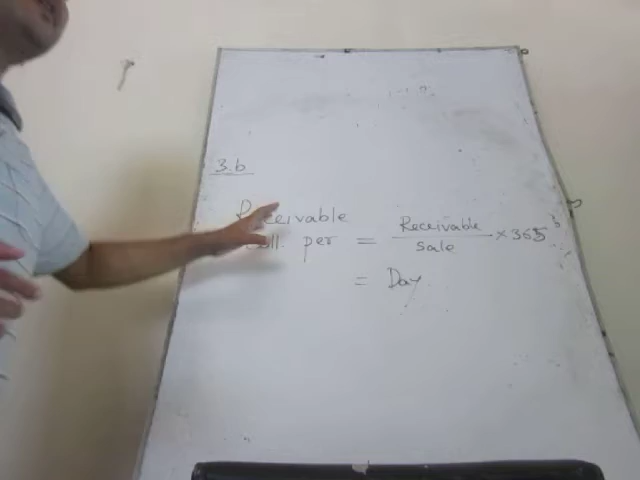 3.b
Receivable
Coll. per = Receivable / sale × 365
= Day